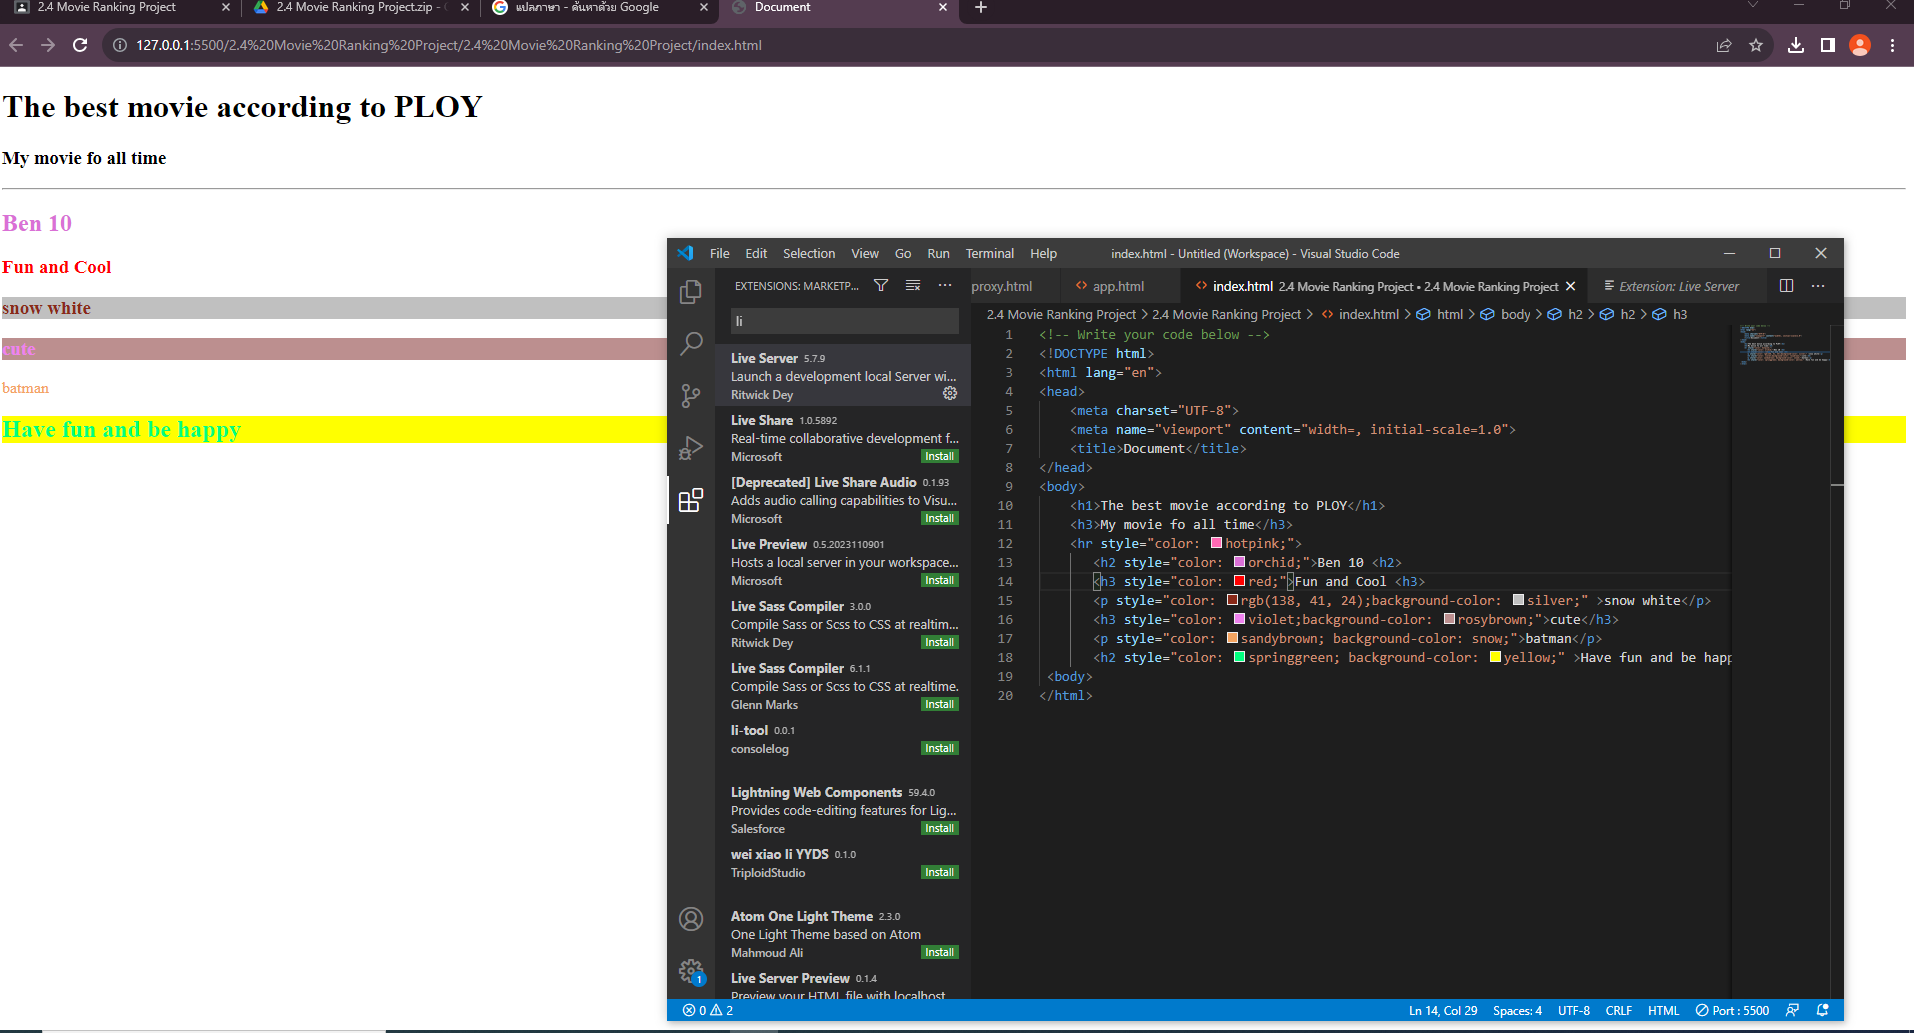 2.4 Movie Ranking Project
2.4 Movie Ranking Project.zip -
แปลภาษา - ค้นหาด้วย Google
Document
127.0.0.1:5500/2.4%20Movie%20Ranking%20Project/2.4%20Movie%20Ranking%20Project/index.html
The best movie according to PLOY
My movie fo all time
Ben 10
Fun and Cool
snow white
cute
batman
Have fun and be happy
File Edit Selection View Go Run Terminal Help
index.html - Untitled (Workspace) - Visual Studio Code
EXTENSIONS: MARKETP...
li
Live Server 5.7.9
Launch a development local Server wi...
Ritwick Dey
Live Share 1.0.5892
Real-time collaborative development f...
Microsoft Install
[Deprecated] Live Share Audio 0.1.93
Adds audio calling capabilities to Visu...
Microsoft Install
Live Preview 0.5.2023110901
Hosts a local server in your workspace...
Microsoft Install
Live Sass Compiler 3.0.0
Compile Sass or Scss to CSS at realtim...
Ritwick Dey Install
Live Sass Compiler 6.1.1
Compile Sass or Scss to CSS at realtime.
Glenn Marks Install
li-tool 0.0.1
consolelog Install
Lightning Web Components 59.4.0
Provides code-editing features for Lig...
Salesforce Install
wei xiao li YYDS 0.1.0
TriploidStudio Install
Atom One Light Theme 2.3.0
One Light Theme based on Atom
Mahmoud Ali Install
Live Server Preview 0.1.4
Preview your HTML file with localhost
1
proxy.html
app.html
index.html 2.4 Movie Ranking Project • 2.4 Movie Ranking Project
Extension: Live Server
2.4 Movie Ranking Project > 2.4 Movie Ranking Project > index.html > html > body > h2 > h2 > h3
1 <!-- Write your code below -->
2 <!DOCTYPE html>
3 <html lang="en">
4 <head>
5 <meta charset="UTF-8">
6 <meta name="viewport" content="width=, initial-scale=1.0">
7 <title>Document</title>
8 </head>
9 <body>
10 <h1>The best movie according to PLOY</h1>
11 <h3>My movie fo all time</h3>
12 <hr style="color: hotpink;">
13 <h2 style="color: orchid;">Ben 10 <h2>
14 <h3 style="color: red;">Fun and Cool <h3>
15 <p style="color: rgb(138, 41, 24);background-color: silver;" >snow white</p>
16 <h3 style="color: violet;background-color: rosybrown;">cute</h3>
17 <p style="color: sandybrown; background-color: snow;">batman</p>
18 <h2 style="color: springgreen; background-color: yellow;" >Have fun and be happ
19 <body>
20 </html>
0 2
Ln 14, Col 29 Spaces: 4 UTF-8 CRLF HTML Port : 5500